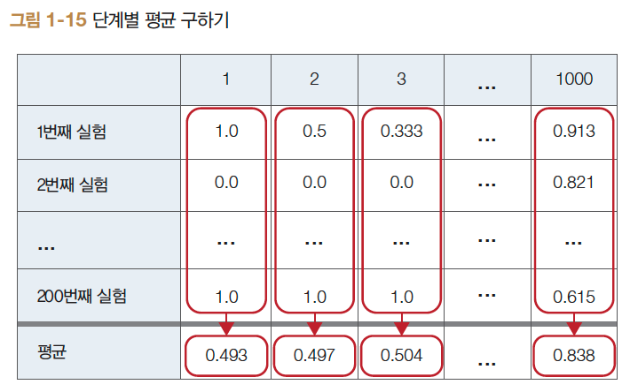 그림 1-15 단계별 평균 구하기
1 2 3 ... 1000
1번째 실험 1.0 0.5 0.333 ... 0.913
2번째 실험 0.0 0.0 0.0 ... 0.821
... ... ... ... ... ...
200번째 실험 1.0 1.0 1.0 ... 0.615
평균 0.493 0.497 0.504 ... 0.838